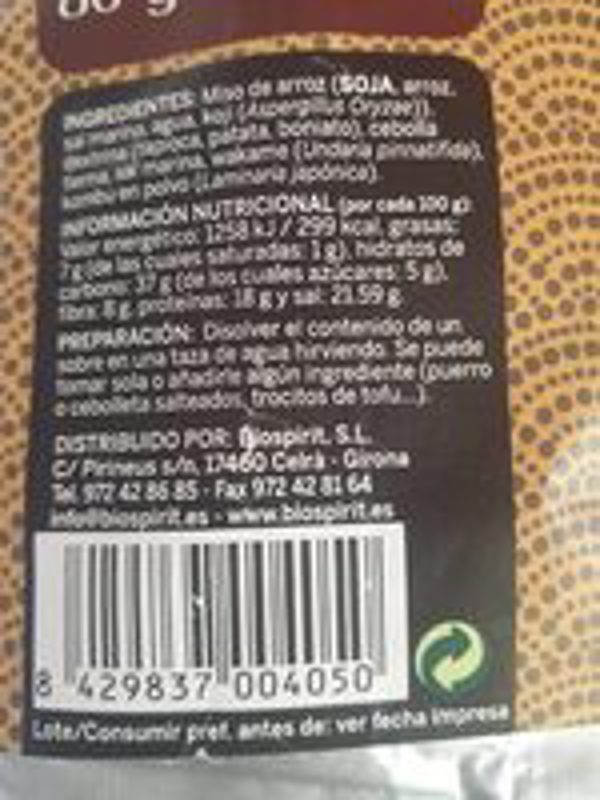 80 g
INGREDIENTES: Miso de arroz (SOJA, arroz,
sal marina, agua, koji (Aspergillus Oryzae)),
dextrina (tapioca, patata, boniato), cebolla
tierna, sal marina, wakame (Undaria pinnatifida),
kombu en polvo (Laminaria japónica).
INFORMACIÓN NUTRICIONAL (por cada 100 g):
Valor energético: 1258 kJ / 299 kcal, grasas:
7 g (de las cuales saturadas: 1 g), hidratos de
carbono: 37 g (de los cuales azúcares: 5 g),
fibra: 8 g, proteínas: 18 g y sal: 21.59 g.
PREPARACIÓN: Disolver el contenido de un
sobre en una taza de agua hirviendo. Se puede
tomar sola o añadirle algún ingrediente (puerro
o cebolleta salteados, trocitos de tofu...).
DISTRIBUIDO POR: Biospirit, S.L.
C/ Pirineus s/n, 17460 Celrà - Girona
Tel. 972 42 86 85 - Fax 972 42 81 64
info@biospirit.es - www.biospirit.es
8 429837 004050
Lote/Consumir pref. antes de: ver fecha impresa